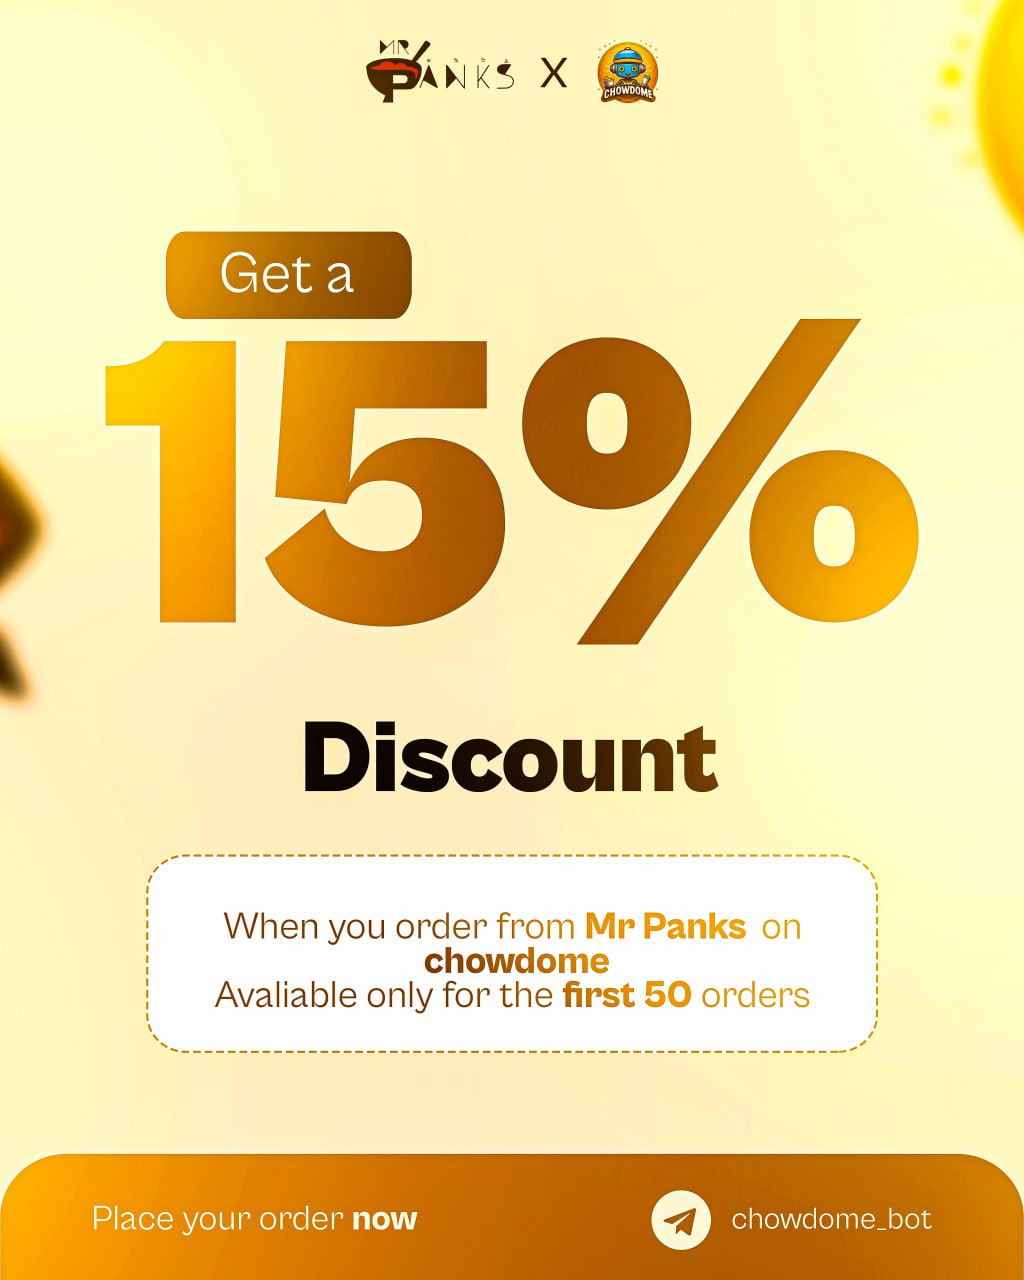 MR
PANKS X CHOWDOME
Get a
15%
Discount
When you order from Mr Panks on
chowdome
Avaliable only for the first 50 orders
Place your order now
chowdome_bot